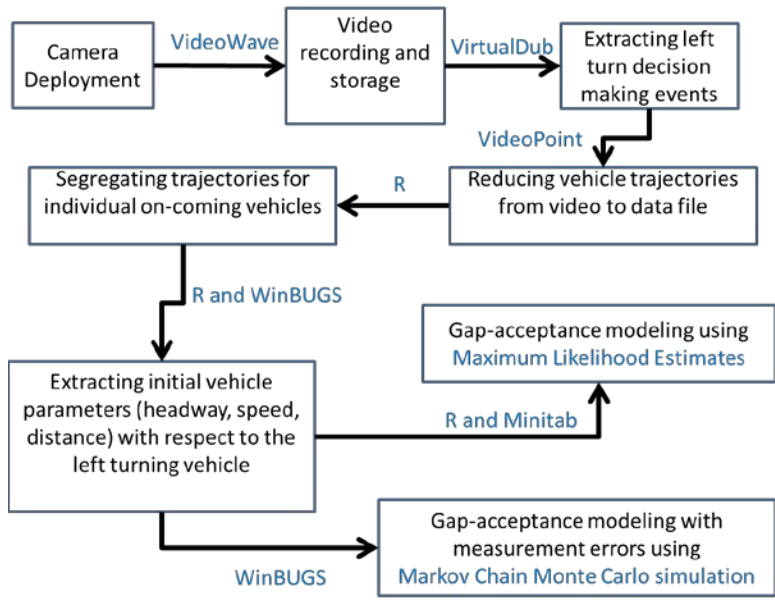 Camera
Deployment
VideoWave
Video
recording and
storage
VirtualDub
Extracting left
turn decision
making events
VideoPoint
Reducing vehicle trajectories
from video to data file
R
Segregating trajectories for
individual on-coming vehicles
R and WinBUGS
Extracting initial vehicle
parameters (headway, speed,
distance) with respect to the
left turning vehicle
R and Minitab
Gap-acceptance modeling using
Maximum Likelihood Estimates
WinBUGS
Gap-acceptance modeling with
measurement errors using
Markov Chain Monte Carlo simulation